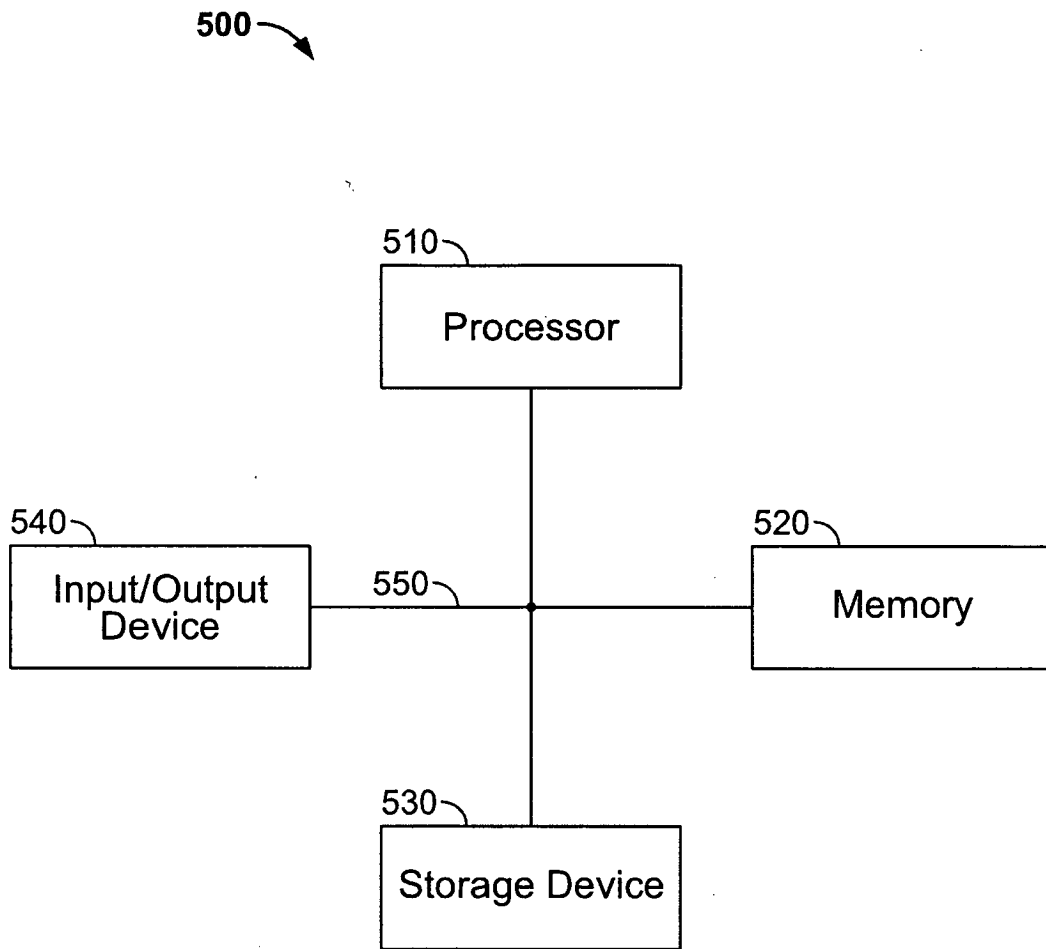 500
510
Processor
540
Input/Output
Device
550
520
Memory
530
Storage Device